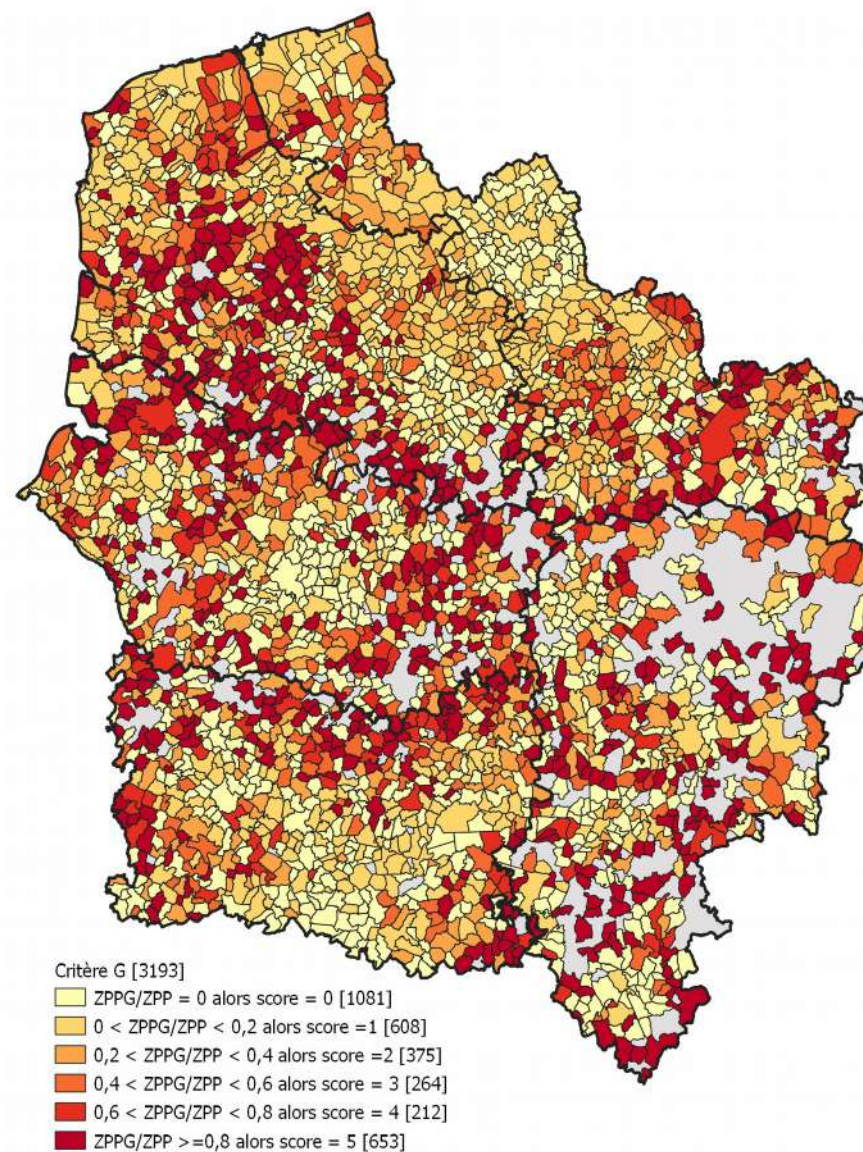 Critère G [3193]
ZPPG/ZPP = 0 alors score = 0 [1081]
0 < ZPPG/ZPP < 0,2 alors score =1 [608]
0,2 < ZPPG/ZPP < 0,4 alors score =2 [375]
0,4 < ZPPG/ZPP < 0,6 alors score = 3 [264]
0,6 < ZPPG/ZPP < 0,8 alors score = 4 [212]
ZPPG/ZPP >=0,8 alors score = 5 [653]